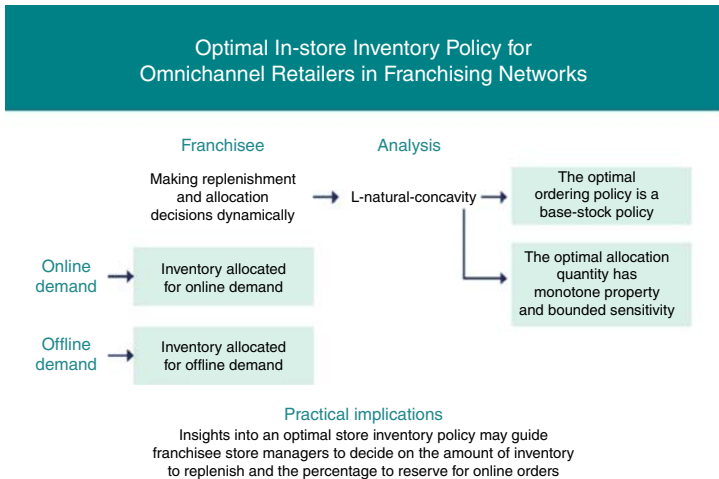 Optimal In-store Inventory Policy for
Omnichannel Retailers in Franchising Networks
Franchisee
Analysis
Making replenishment
and allocation
decisions dynamically
L-natural-concavity
The optimal
ordering policy is a
base-stock policy
The optimal allocation
quantity has
monotone property
and bounded sensitivity
Online
demand
Inventory allocated
for online demand
Offline
demand
Inventory allocated
for offline demand
Practical implications
Insights into an optimal store inventory policy may guide
franchisee store managers to decide on the amount of inventory
to replenish and the percentage to reserve for online orders